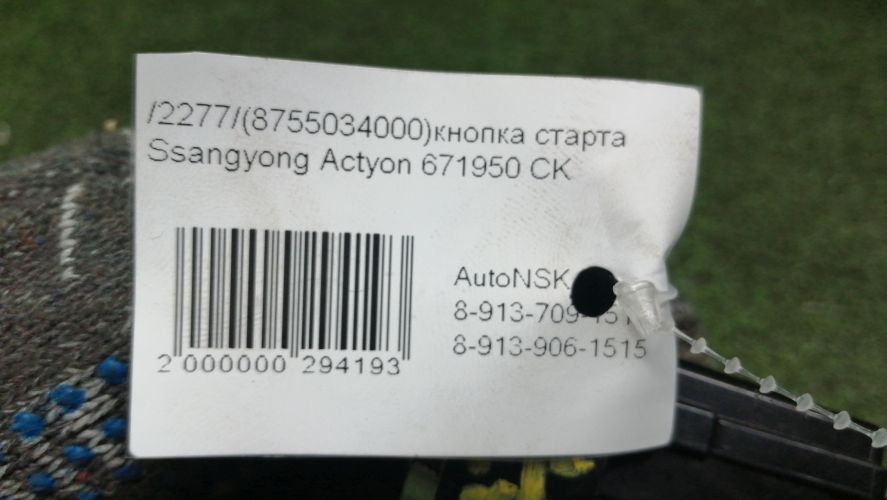 /2277/(8755034000)кнопка старта
Ssangyong Actyon 671950 CK
AutoNSK
8-913-709-151
8-913-906-1515
2 000000 294193